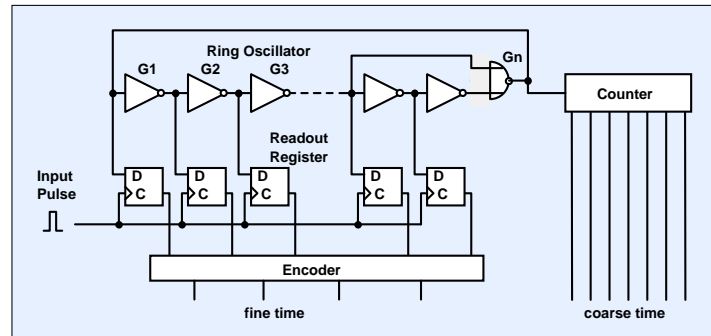 Ring Oscillator
Gn
G1 G2 G3
Counter
Readout
Register
Input
Pulse
D D D D D
C C C C C
Encoder
fine time
coarse time